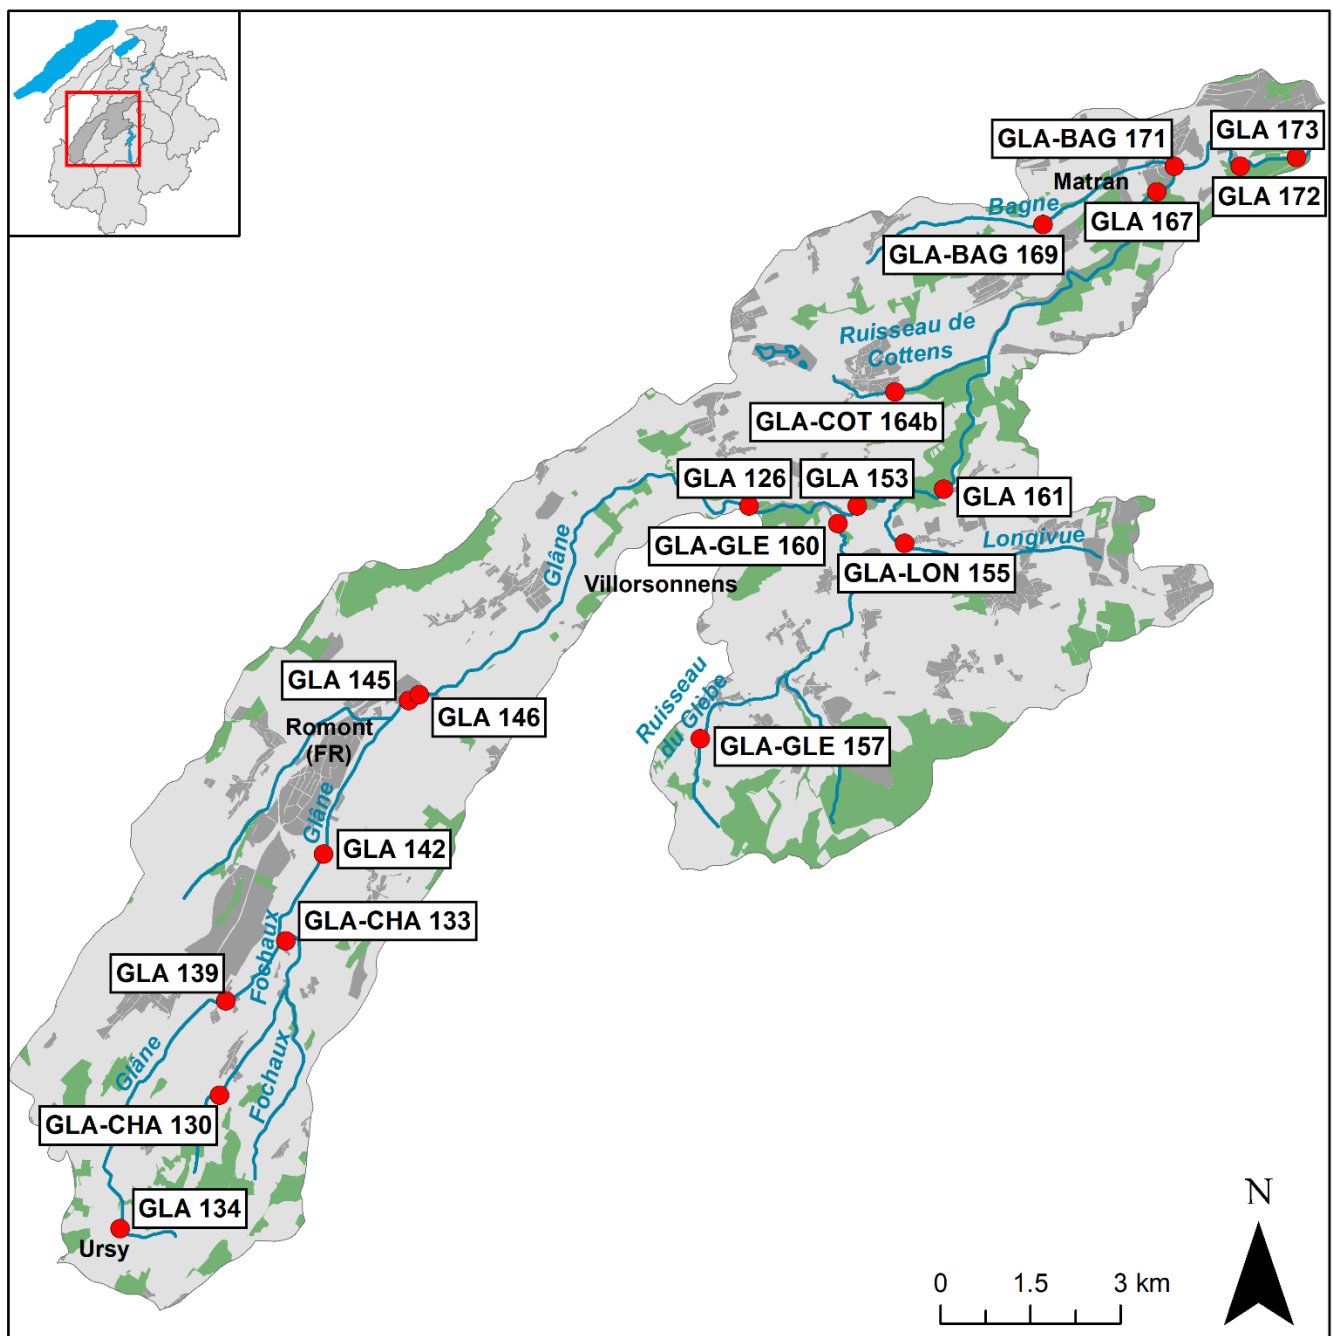 GLA-BAG 171
GLA 173
Matran
GLA 172
GLA 167
Bagne
GLA-BAG 169
Ruisseau de
Cottens
GLA-COT 164b
GLA 126
GLA 153
GLA 161
GLA-GLE 160
Longivue
GLA-LON 155
Glâne
Villorsonnens
GLA 145
GLA 146
Romont
(FR)
Ruisseau
du Glèbe
GLA-GLE 157
Glâne
GLA 142
GLA-CHA 133
Fochaux
GLA 139
Glâne
Fochaux
GLA-CHA 130
GLA 134
Ursy
N
0 1.5 3 km